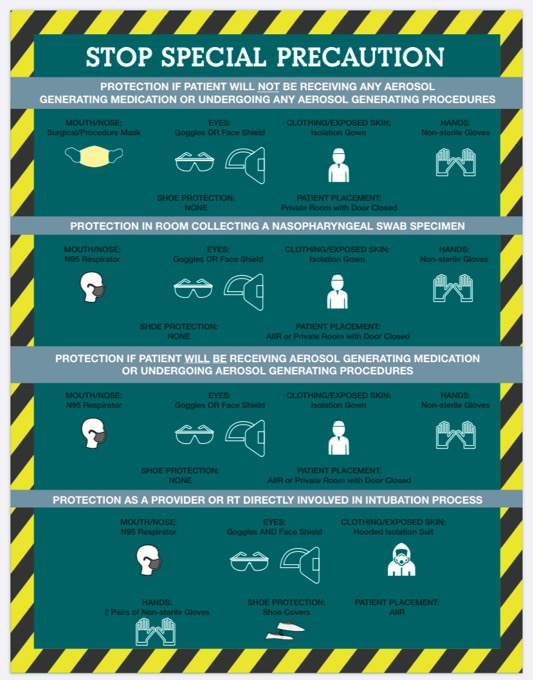 STOP SPECIAL PRECAUTION
PROTECTION IF PATIENT WILL NOT BE RECEIVING ANY AEROSOL
GENERATING MEDICATION OR UNDERGOING ANY AEROSOL GENERATING PROCEDURES
MOUTH/NOSE:
Surgical/Procedure Mask
EYES:
Goggles OR Face Shield
CLOTHING/EXPOSED SKIN:
Isolation Gown
HANDS:
Non-sterile Gloves
SHOE PROTECTION:
NONE
PATIENT PLACEMENT:
Private Room with Door Closed
PROTECTION IN ROOM COLLECTING A NASOPHARYNGEAL SWAB SPECIMEN
MOUTH/NOSE:
N95 Respirator
EYES:
Goggles OR Face Shield
CLOTHING/EXPOSED SKIN:
Isolation Gown
HANDS:
Non-sterile Gloves
SHOE PROTECTION:
NONE
PATIENT PLACEMENT:
AIIR or Private Room with Door Closed
PROTECTION IF PATIENT WILL BE RECEIVING AEROSOL GENERATING MEDICATION
OR UNDERGOING AEROSOL GENERATING PROCEDURES
MOUTH/NOSE:
N95 Respirator
EYES:
Goggles OR Face Shield
CLOTHING/EXPOSED SKIN:
Isolation Gown
HANDS:
Non-sterile Gloves
SHOE PROTECTION:
NONE
PATIENT PLACEMENT:
AIIR or Private Room with Door Closed
PROTECTION AS A PROVIDER OR RT DIRECTLY INVOLVED IN INTUBATION PROCESS
MOUTH/NOSE:
N95 Respirator
EYES:
Goggles AND Face Shield
CLOTHING/EXPOSED SKIN:
Hooded Isolation Suit
HANDS:
2 Pairs of Non-sterile Gloves
SHOE PROTECTION:
Shoe Covers
PATIENT PLACEMENT:
AIIR